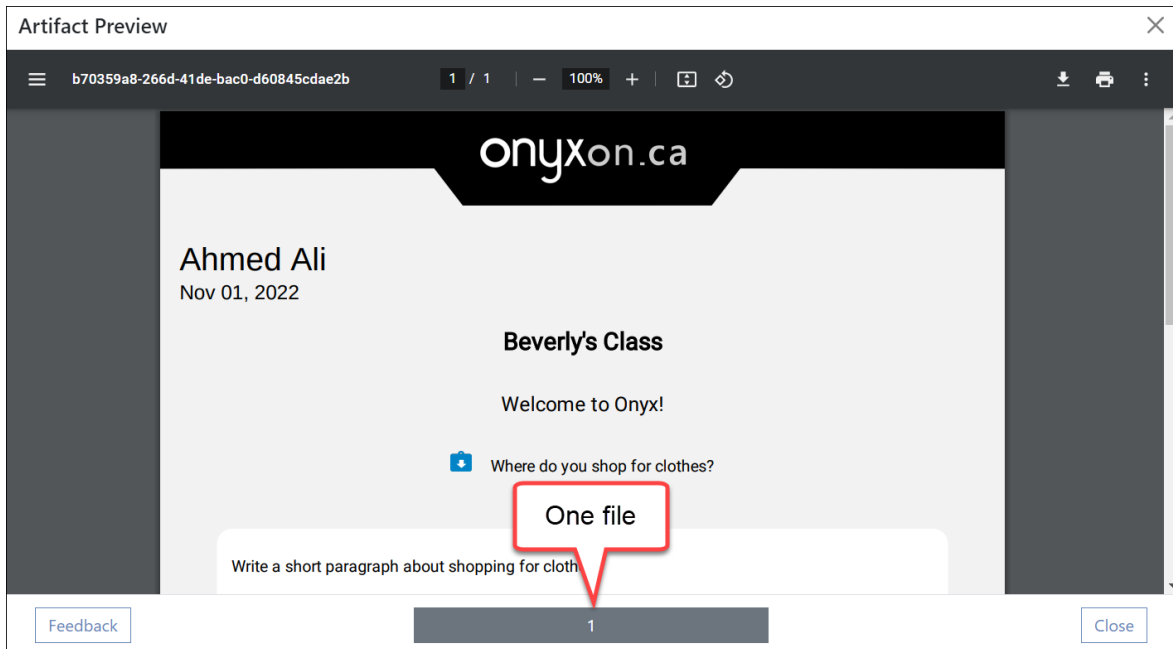 Artifact Preview
b70359a8-266d-41de-bac0-d60845cdae2b 1 / 1 100%
onyxon.ca
Ahmed Ali
Nov 01, 2022
Beverly's Class
Welcome to Onyx!
Where do you shop for clothes?
One file
Write a short paragraph about shopping for cloth
Feedback 1 Close